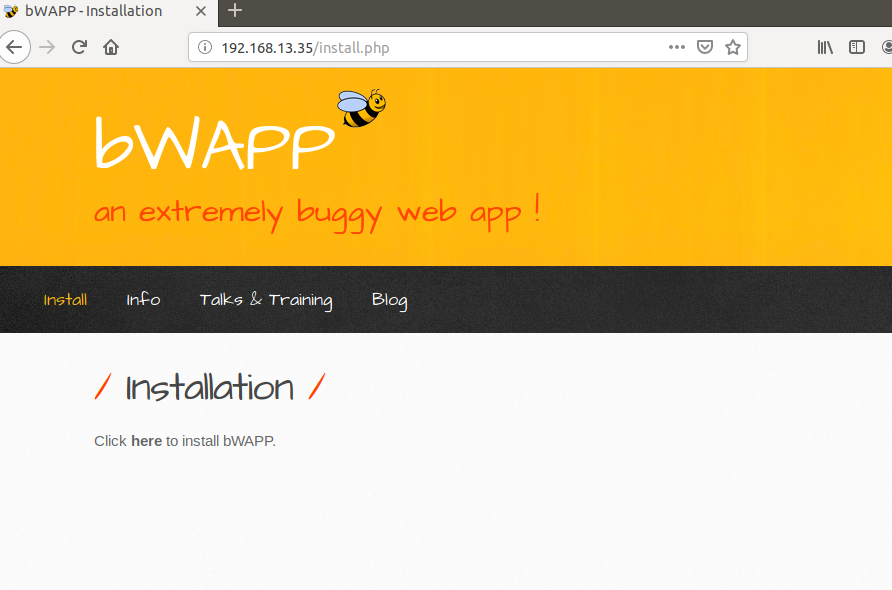 bWAPP - Installation
192.168.13.35/install.php
bWAPP
an extremely buggy web app !
Install Info Talks & Training Blog
/ Installation /
Click here to install bWAPP.